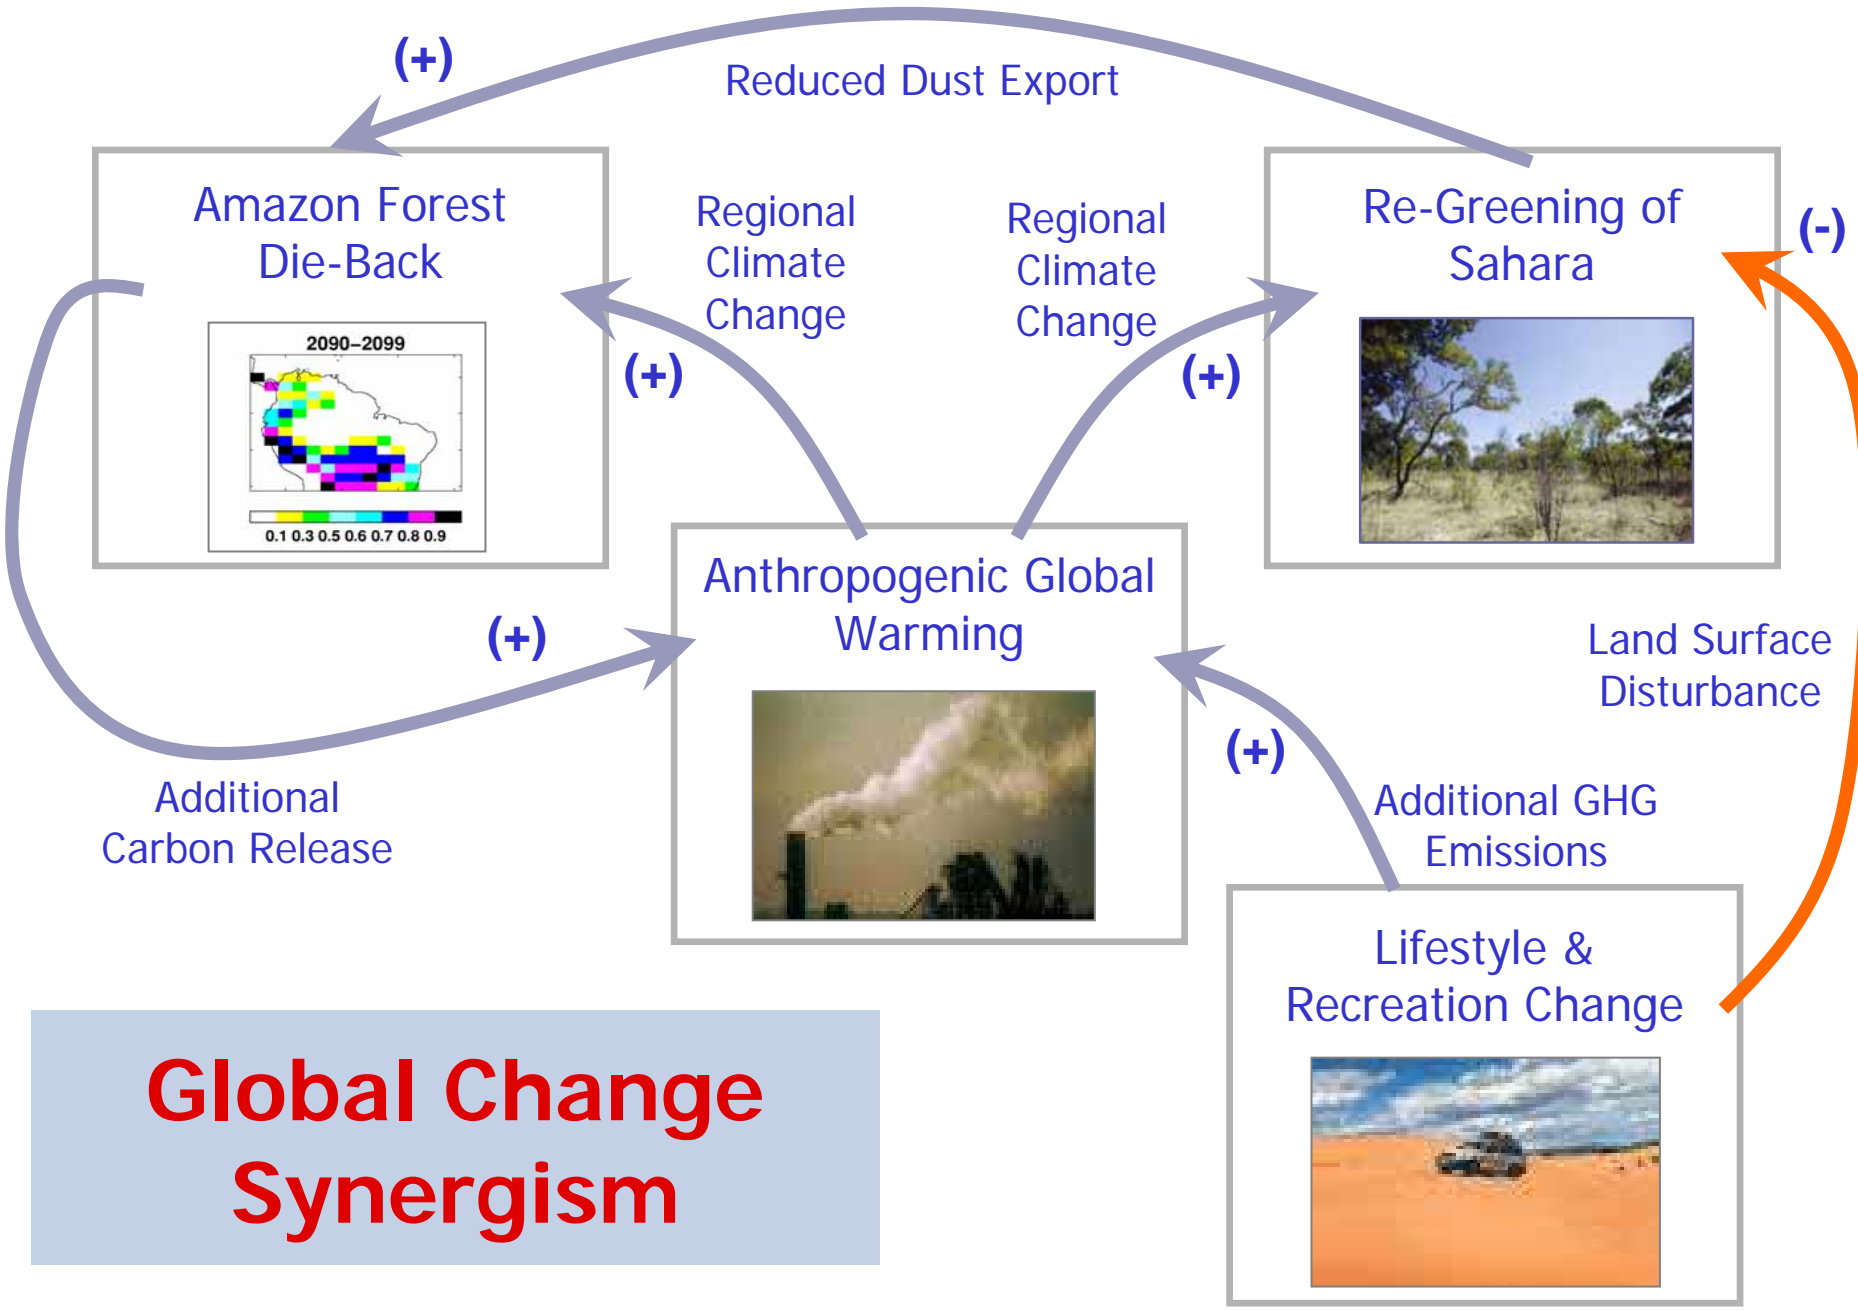 (+)
Reduced Dust Export
Amazon Forest
Die-Back
2090–2099
0.1 0.3 0.5 0.6 0.7 0.8 0.9
Regional
Climate
Change
(+)
Regional
Climate
Change
(+)
Re-Greening of
Sahara
(-)
Anthropogenic Global
Warming
(+)
Additional
Carbon Release
(+)
Land Surface
Disturbance
Additional GHG
Emissions
Lifestyle &
Recreation Change
Global Change
Synergism